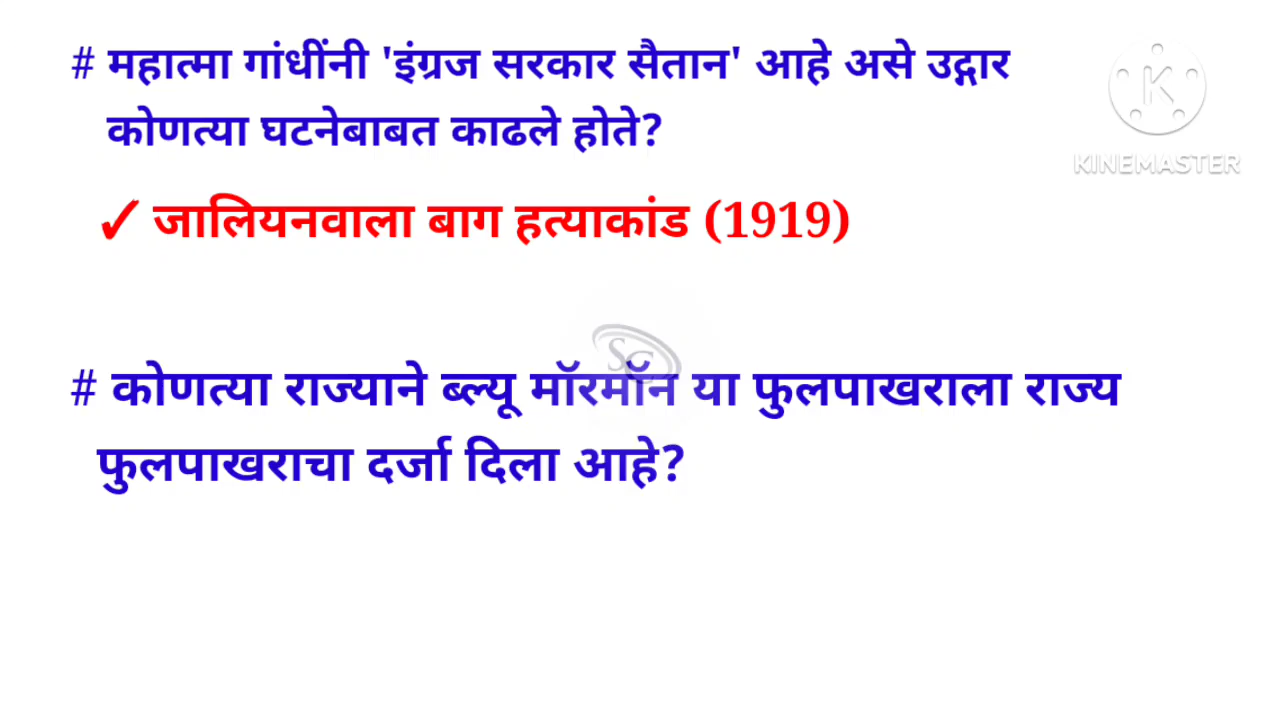 # महात्मा गांधींनी 'इंग्रज सरकार सैतान' आहे असे उद्गार
कोणत्या घटनेबाबत काढले होते?
✓ जालियनवाला बाग हत्याकांड (1919)
# कोणत्या राज्याने ब्ल्यू मॉरमॉन या फुलपाखराला राज्य
फुलपाखराचा दर्जा दिला आहे?
K
KINEMASTER
SC